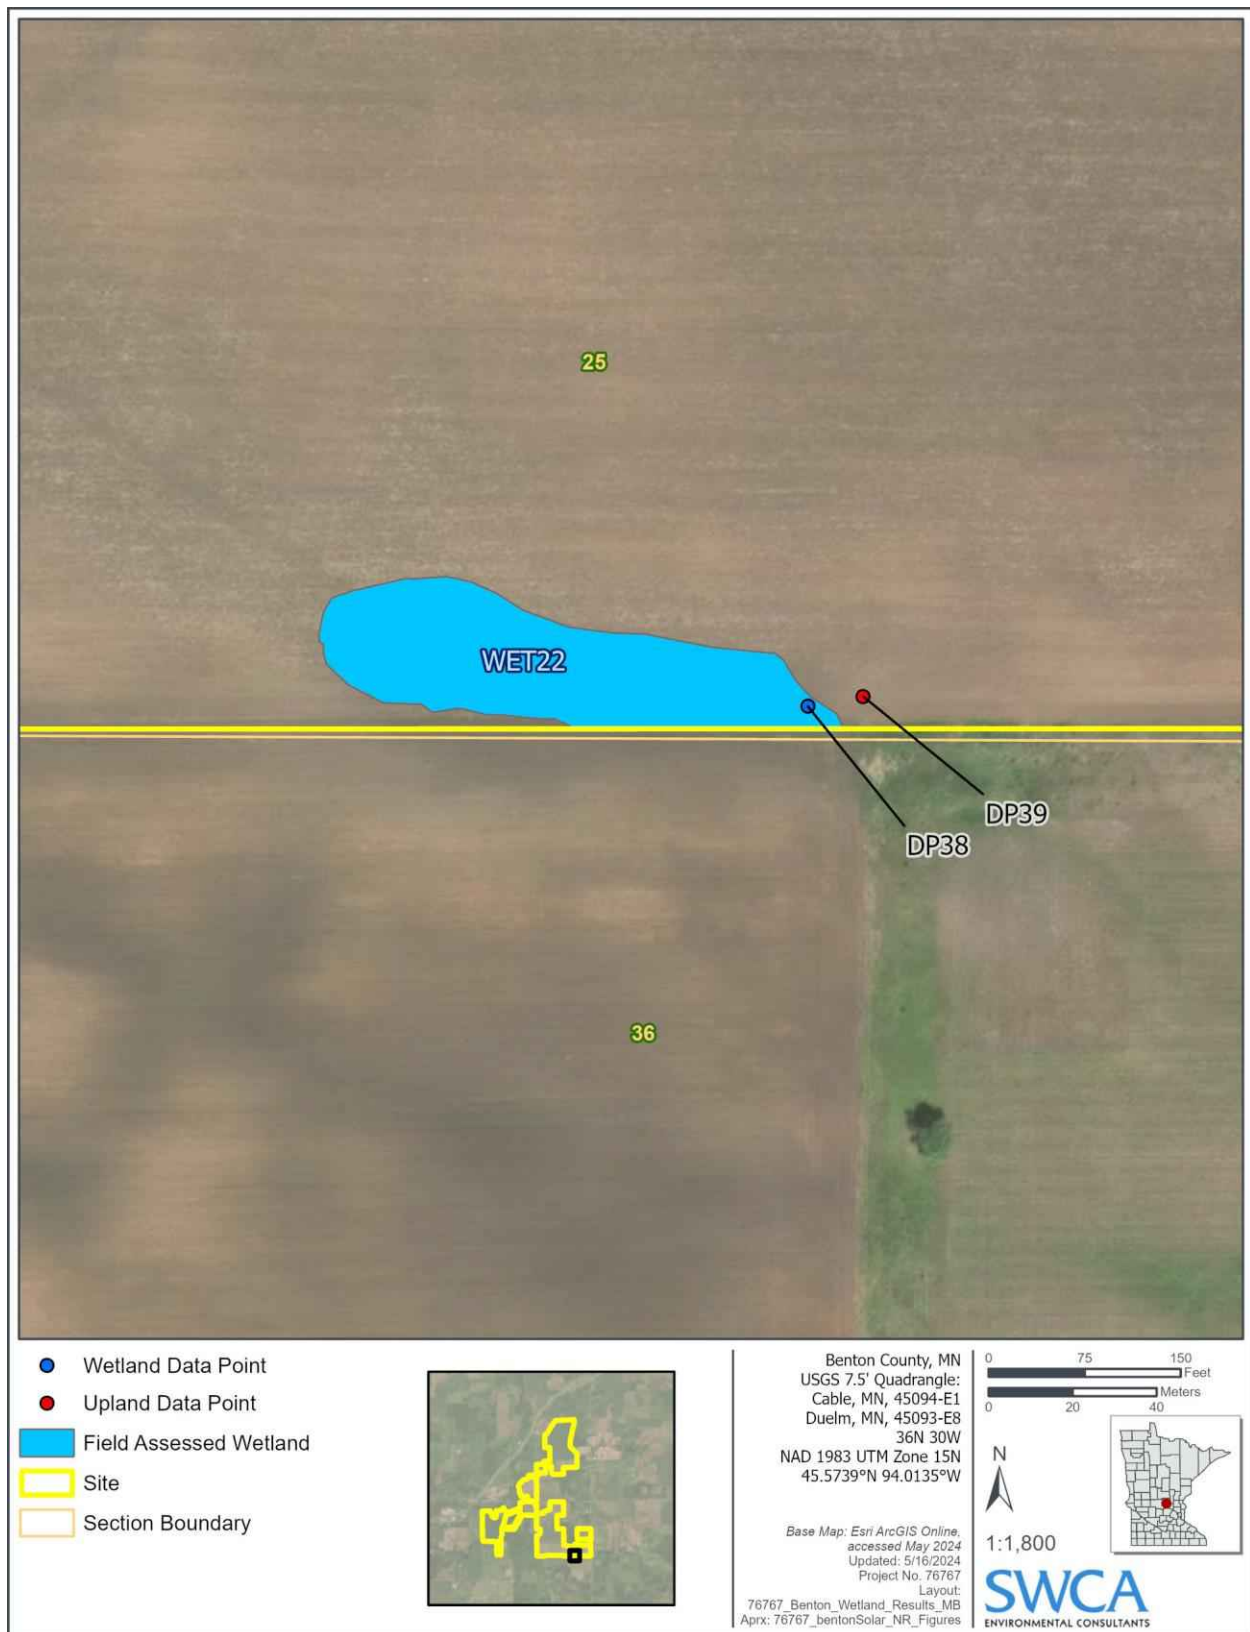 25
WET22
DP39
DP38
36
Wetland Data Point
Upland Data Point
Field Assessed Wetland
Site
Section Boundary
Benton County, MN
USGS 7.5' Quadrangle:
Cable, MN, 45094-E1
Duelm, MN, 45093-E8
36N 30W
NAD 1983 UTM Zone 15N
45.5739°N 94.0135°W
Base Map: Esri ArcGIS Online,
accessed May 2024
Updated: 5/16/2024
Project No. 76767
Layout:
76767_Benton_Wetland_Results_MB
Aprx: 76767_bentonSolar_NR_Figures
0 75 150
Feet
Meters
0 20 40
N
1:1,800
SWCA
ENVIRONMENTAL CONSULTANTS